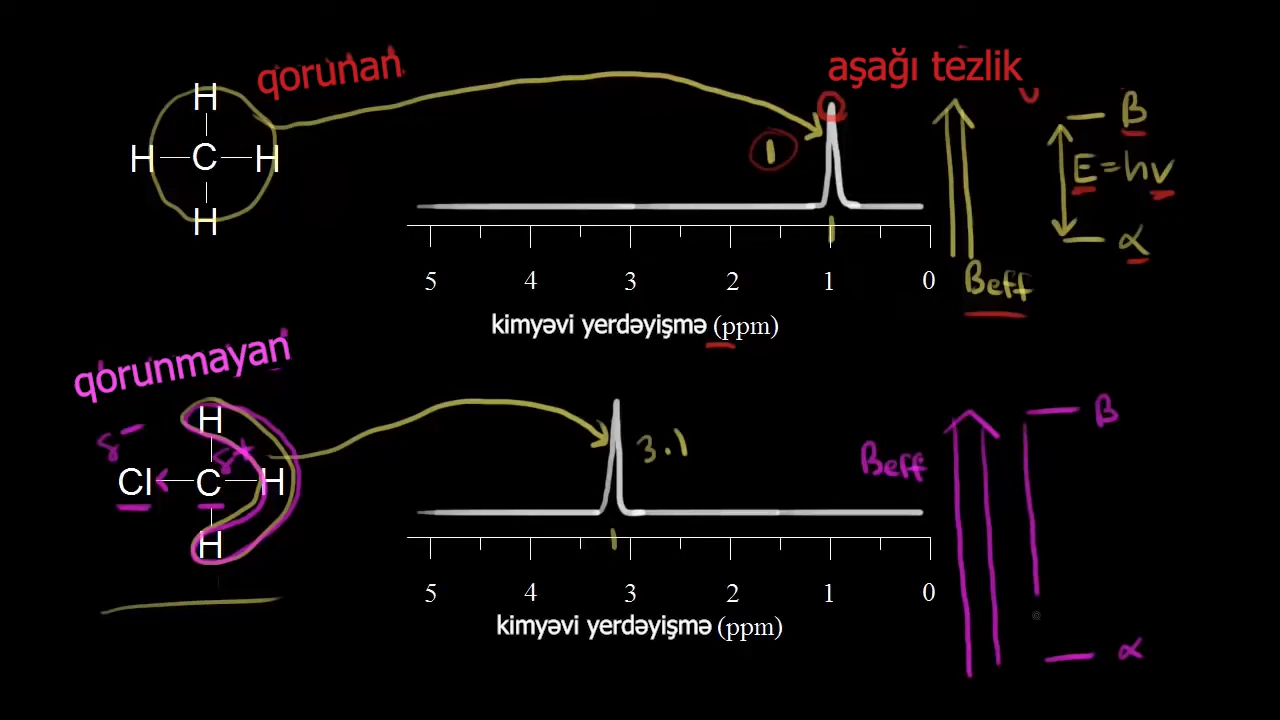 qorunan
aşağı tezlik
H
H C H
H
1
B
E=hν
α
Beff
5 4 3 2 1 0
kimyəvi yerdəyişmə (ppm)
qorunmayan
H
δ- δ+
Cl C H
H
3.1
Beff
B
α
5 4 3 2 1 0
kimyəvi yerdəyişmə (ppm)